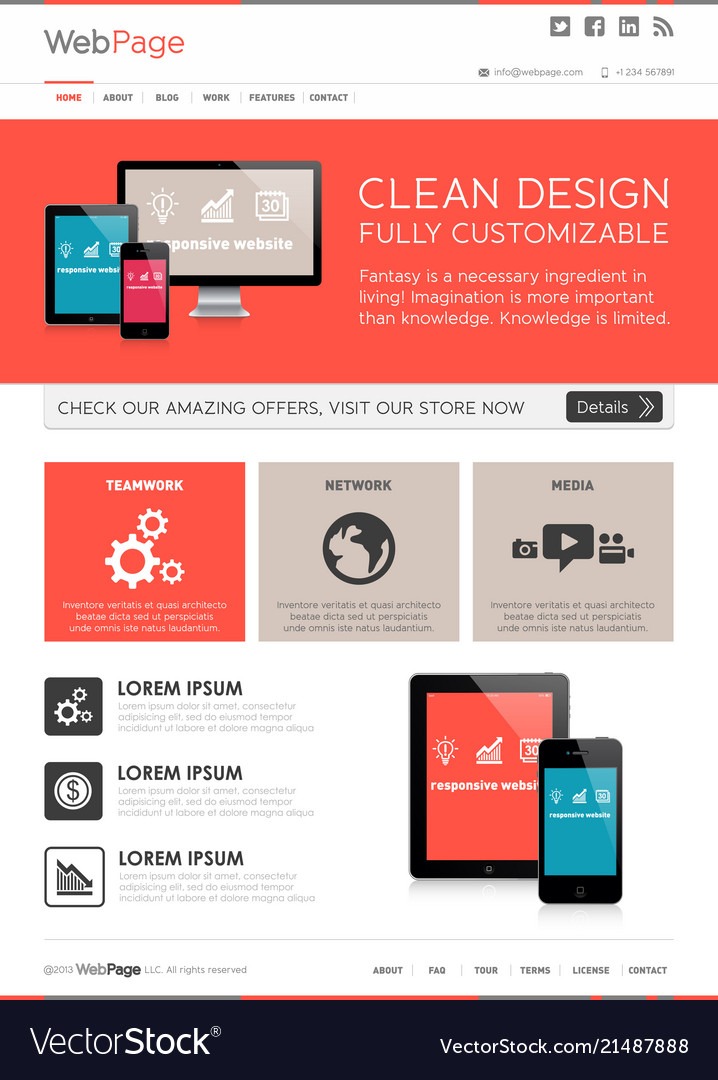 WebPage
info@webpage.com +1 234 567891
HOME ABOUT BLOG WORK FEATURES CONTACT
30
responsive website
30
responsive websi
30
responsive website
CLEAN DESIGN
FULLY CUSTOMIZABLE
Fantasy is a necessary ingredient in
living! Imagination is more important
than knowledge. Knowledge is limited.
CHECK OUR AMAZING OFFERS, VISIT OUR STORE NOW
Details
TEAMWORK
Inventore veritatis et quasi architecto
beatae dicta sed ut perspiciatis
unde omnis iste natus laudantium.
NETWORK
Inventore veritatis et quasi architecto
beatae dicta sed ut perspiciatis
unde omnis iste natus laudantium.
MEDIA
Inventore veritatis et quasi architecto
beatae dicta sed ut perspiciatis
unde omnis iste natus laudantium.
LOREM IPSUM
Lorem ipsum dolor sit amet, consectetur
adipisicing elit, sed do eiusmod tempor
incididunt ut labore et dolore magna aliqua
$
LOREM IPSUM
Lorem ipsum dolor sit amet, consectetur
adipisicing elit, sed do eiusmod tempor
incididunt ut labore et dolore magna aliqua
LOREM IPSUM
Lorem ipsum dolor sit amet, consectetur
adipisicing elit, sed do eiusmod tempor
incididunt ut labore et dolore magna aliqua
30
responsive websi
30
responsive website
@2013 WebPage LLC. All rights reserved
ABOUT FAQ TOUR TERMS LICENSE CONTACT
VectorStock®
VectorStock.com/21487888